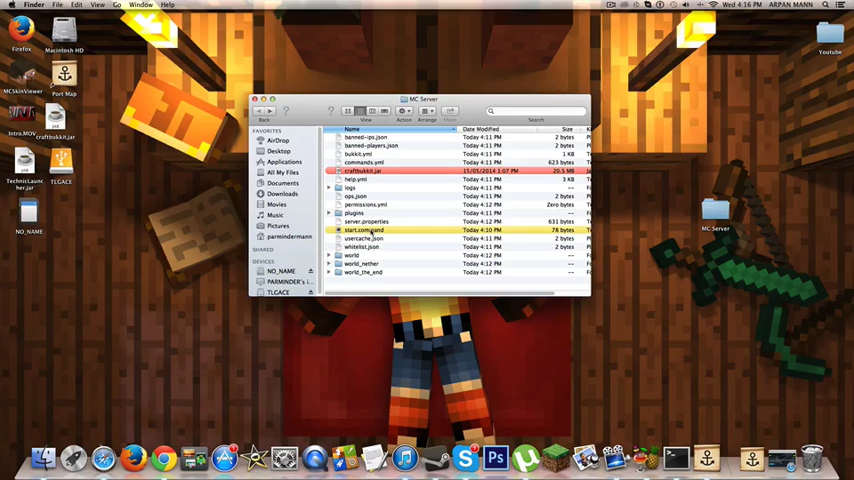 Finder File Edit View Go Window Help Wed 4:16 PM ARPAN MANN
Firefox
Macintosh HD
Youtube
MCSkinViewer
Port Map
Intro.MOV
craftbukkit.jar
TechnicLauncher.jar
TLGACE
NO_NAME
MC Server
MC Server
Back
View
Action
Arrange
Share
Search
FAVORITES
AirDrop
Desktop
Applications
All My Files
Documents
Downloads
Movies
Music
Pictures
parmindermann
SHARED
DEVICES
NO_NAME
PARMINDER'S i...
TLGACE
Name Date Modified Size
banned-ips.json Today 4:11 PM 2 bytes
banned-players.json Today 4:11 PM 2 bytes
bukkit.yml Today 4:11 PM 1 KB
commands.yml Today 4:11 PM 623 bytes
craftbukkit.jar 15/05/2014 1:07 PM 20.5 MB
help.yml Today 4:11 PM 3 KB
logs Today 4:11 PM --
ops.json Today 4:11 PM 2 bytes
permissions.yml Today 4:11 PM Zero bytes
plugins Today 4:11 PM --
server.properties Today 4:12 PM 631 bytes
start.command Today 4:10 PM 78 bytes
usercache.json Today 4:11 PM 2 bytes
whitelist.json Today 4:11 PM 2 bytes
world Today 4:12 PM --
world_nether Today 4:12 PM --
world_the_end Today 4:12 PM --
Ps